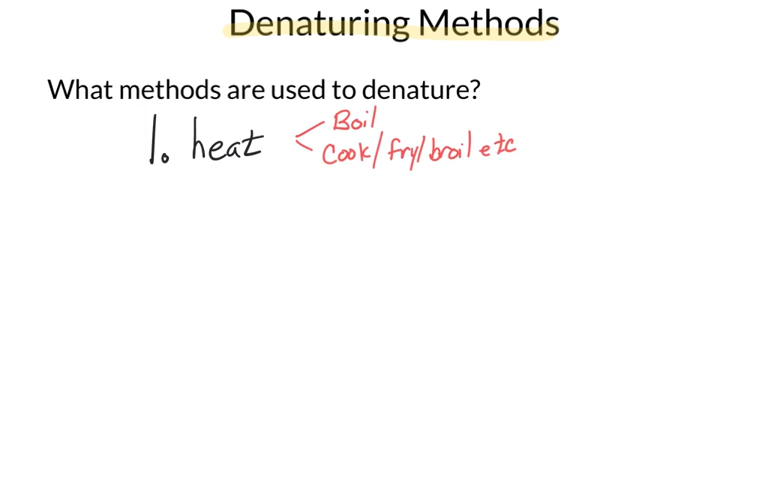 Denaturing Methods
What methods are used to denature?
1. heat < Boil
Cook/fry/broil etc